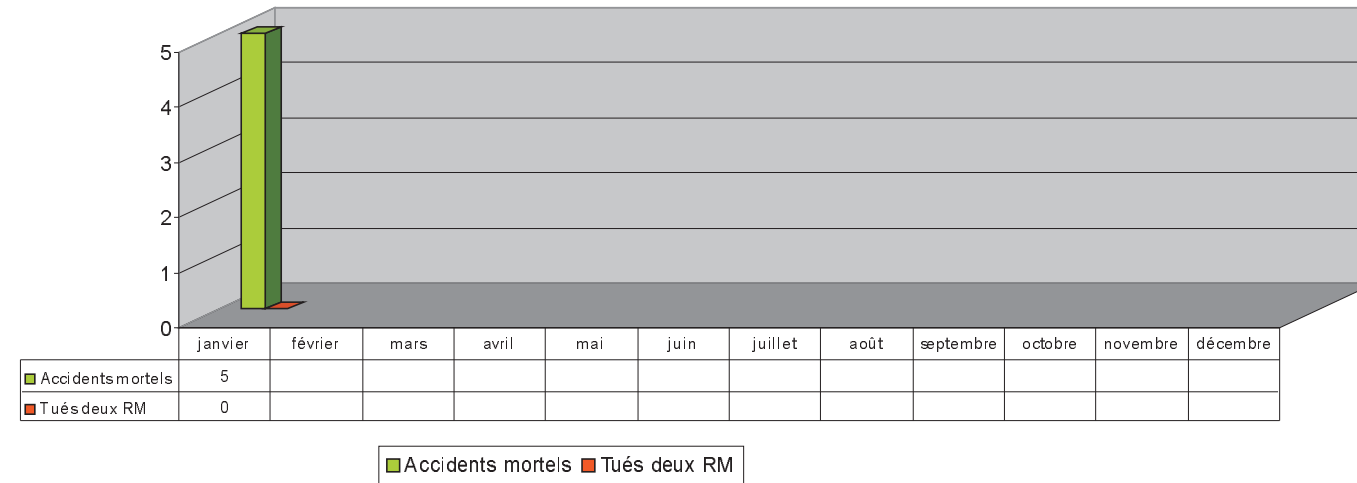 5
4
3
2
1
0
janvier février mars avril mai juin juillet août septembre octobre novembre décembre
Accidents mortels 5
Tués deux RM 0
Accidents mortels Tués deux RM